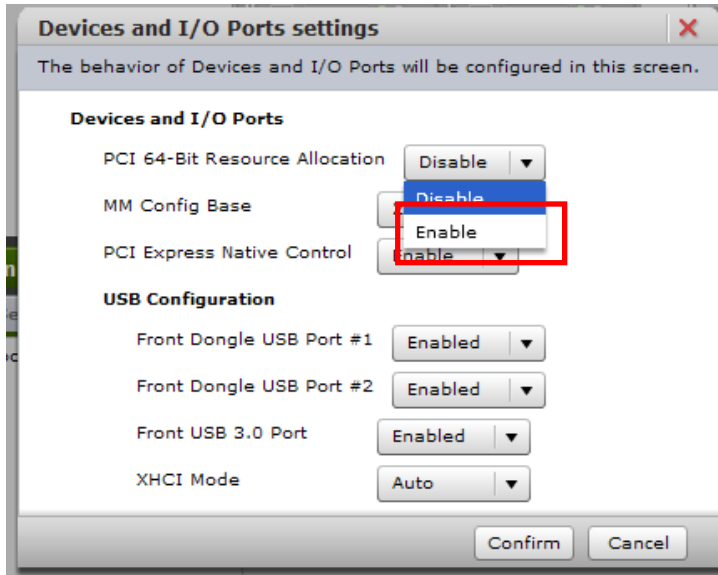 Devices and I/O Ports settings
The behavior of Devices and I/O Ports will be configured in this screen.
Devices and I/O Ports
PCI 64-Bit Resource Allocation Disable
Disable
MM Config Base
Enable
PCI Express Native Control Enable
USB Configuration
Front Dongle USB Port #1 Enabled
Front Dongle USB Port #2 Enabled
Front USB 3.0 Port Enabled
XHCI Mode Auto
Confirm Cancel